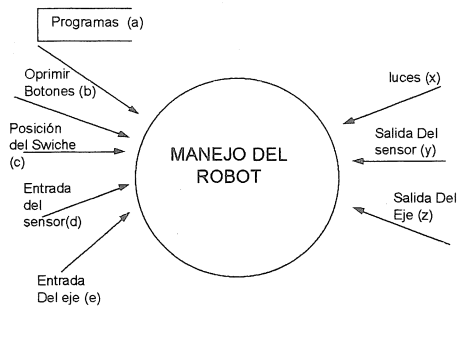 Programas (a)
Oprimir
Botones (b)
Posición
del Swiche
(c)
Entrada
del
sensor(d)
Entrada
Del eje (e)
MANEJO DEL
ROBOT
luces (x)
Salida Del
sensor (y)
Salida Del
Eje (z)